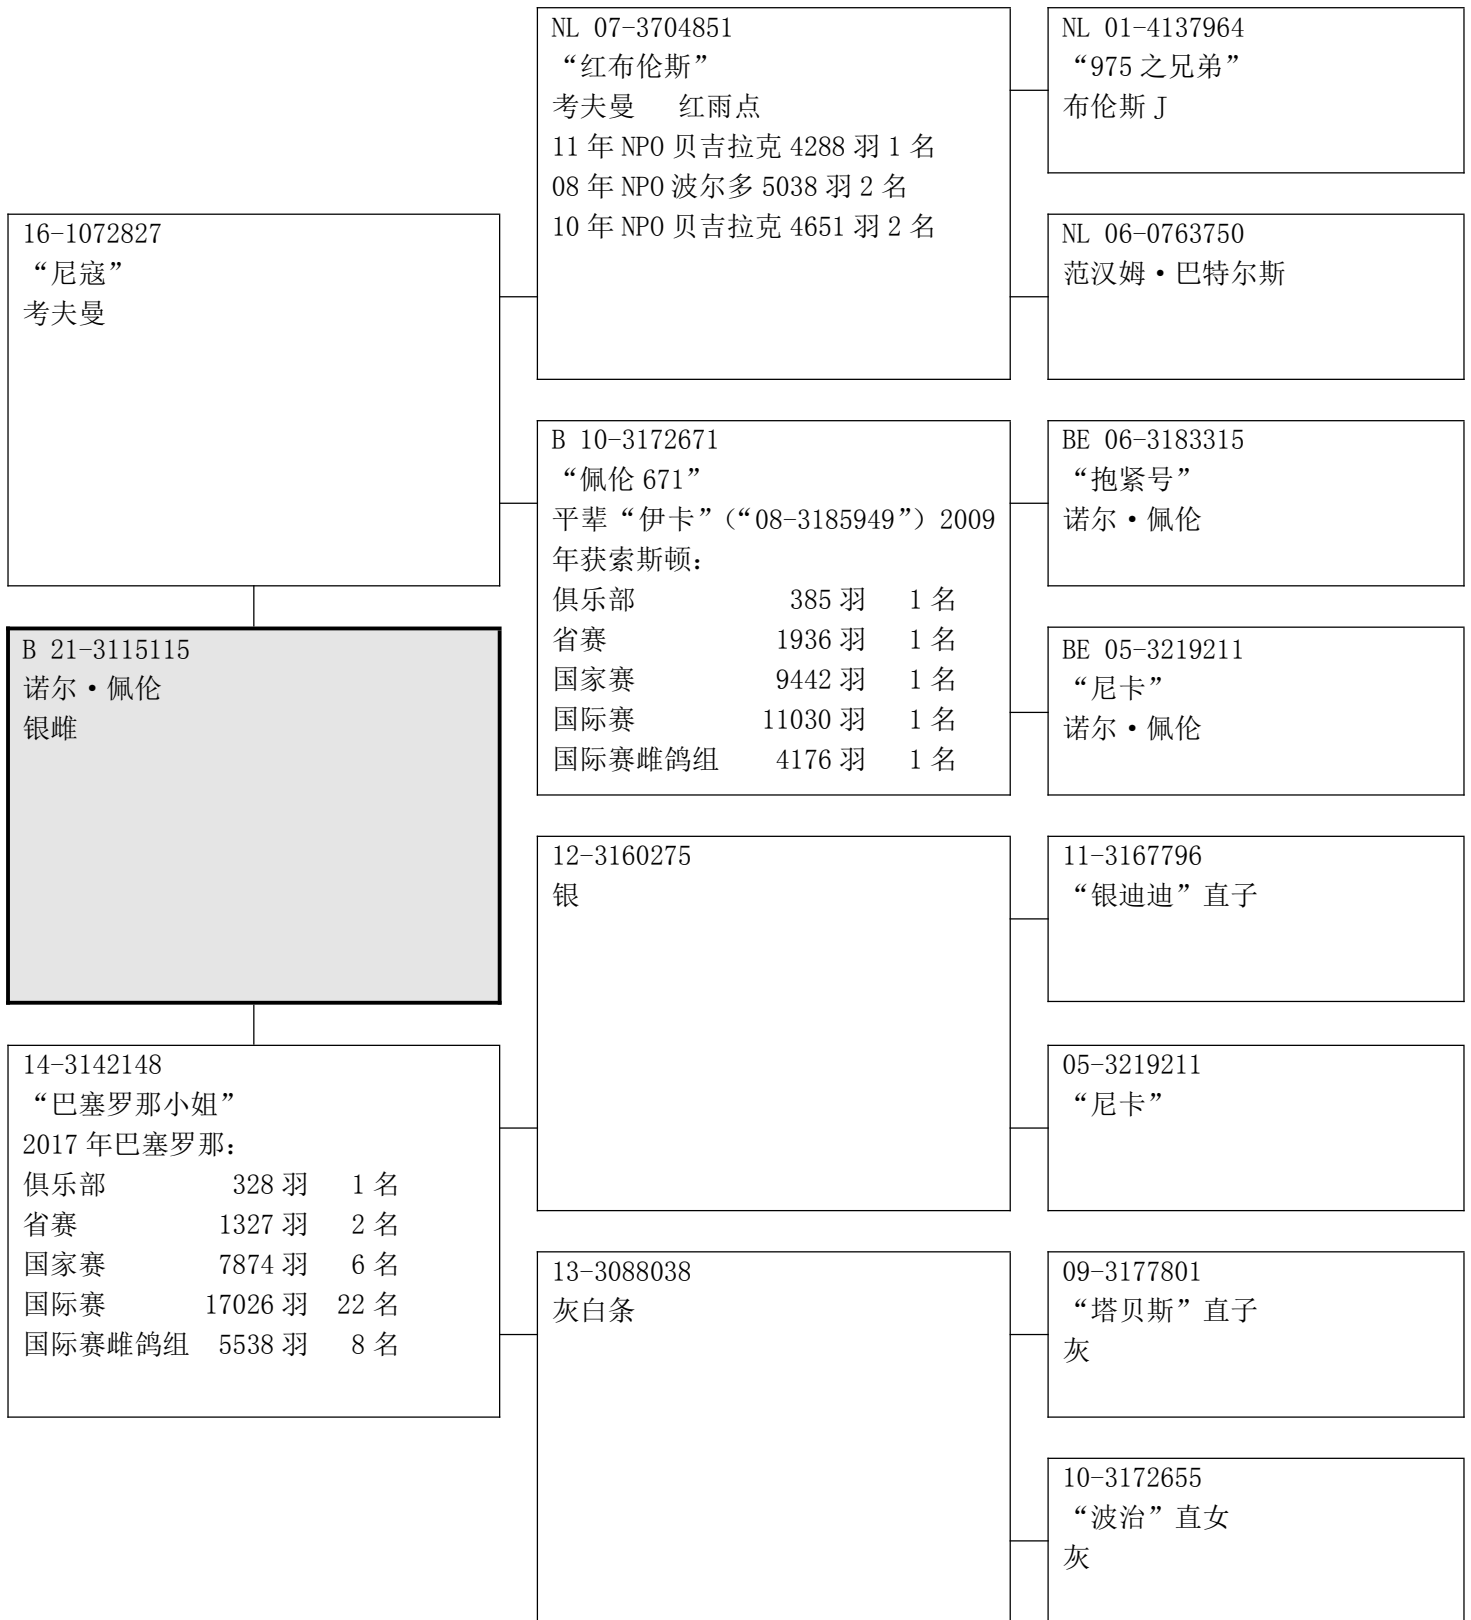 NL 07-3704851
“红布伦斯”
考夫曼 红雨点
11 年 NPO 贝吉拉克 4288 羽 1 名
08 年 NPO 波尔多 5038 羽 2 名
10 年 NPO 贝吉拉克 4651 羽 2 名
NL 01-4137964
“975 之兄弟”
布伦斯 J
16-1072827
“尼寇”
考夫曼
NL 06-0763750
范汉姆·巴特尔斯
B 10-3172671
“佩伦 671”
平辈“伊卡”（“08-3185949”）2009
年获索斯顿：
俱乐部 385 羽 1 名
省赛 1936 羽 1 名
国家赛 9442 羽 1 名
国际赛 11030 羽 1 名
国际赛雌鸽组 4176 羽 1 名
BE 06-3183315
“抱紧号”
诺尔·佩伦
B 21-3115115
诺尔·佩伦
银雌
BE 05-3219211
“尼卡”
诺尔·佩伦
12-3160275
银
11-3167796
“银迪迪”直子
14-3142148
“巴塞罗那小姐”
2017 年巴塞罗那：
俱乐部 328 羽 1 名
省赛 1327 羽 2 名
国家赛 7874 羽 6 名
国际赛 17026 羽 22 名
国际赛雌鸽组 5538 羽 8 名
05-3219211
“尼卡”
13-3088038
灰白条
09-3177801
“塔贝斯”直子
灰
10-3172655
“波治”直女
灰